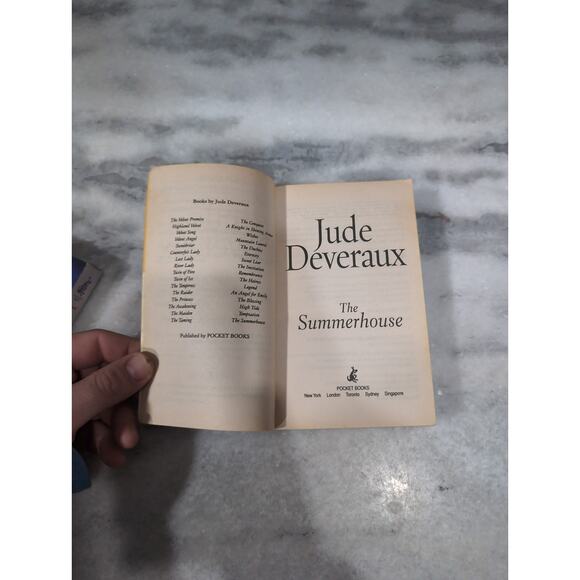 Books by Jude Deveraux
The Velvet Promise
Highland Velvet
Velvet Song
Velvet Angel
Sweetbriar
Counterfeit Lady
Lost Lady
River Lady
Twin of Fire
Twin of Ice
The Temptress
The Raider
The Princess
The Awakening
The Maiden
The Taming
The Conquest
A Knight in Shining Armor
Wishes
Mountain Laurel
The Duchess
Eternity
Sweet Liar
The Invitation
Remembrance
The Heiress
Legend
An Angel for Emily
The Blessing
High Tide
Temptation
The Summerhouse
Published by POCKET BOOKS
Jude
Deveraux
The
Summerhouse
POCKET BOOKS
New York London Toronto Sydney Singapore